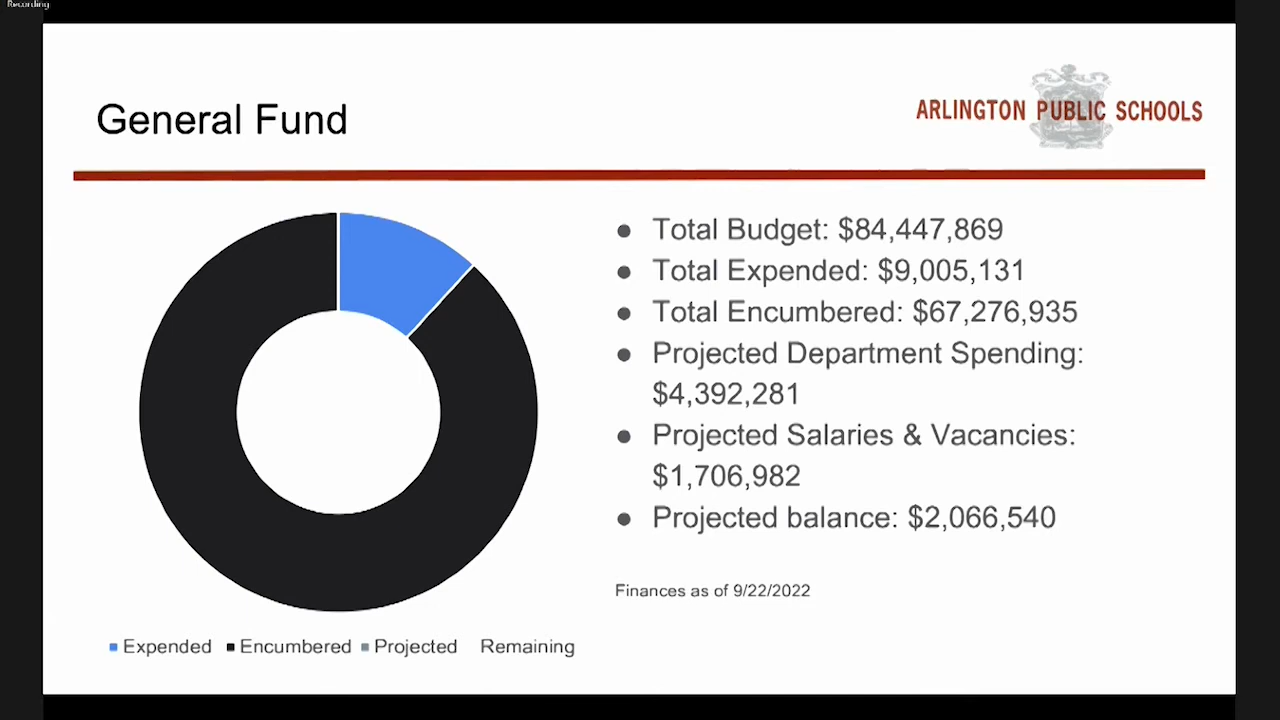 Recording
General Fund
ARLINGTON PUBLIC SCHOOLS
● Total Budget: $84,447,869
● Total Expended: $9,005,131
● Total Encumbered: $67,276,935
● Projected Department Spending:
$4,392,281
● Projected Salaries & Vacancies:
$1,706,982
● Projected balance: $2,066,540
Finances as of 9/22/2022
Expended Encumbered Projected Remaining